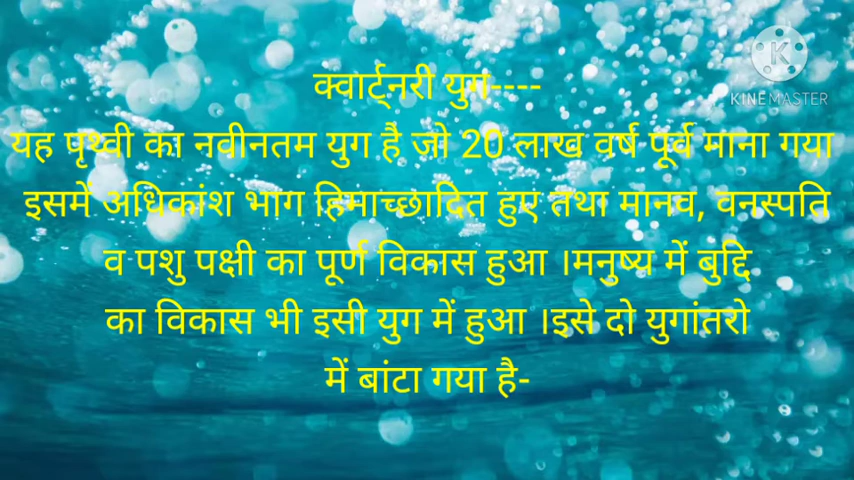 KINEMASTER
क्वार्ट्नरी युग----
यह पृथ्वी का नवीनतम युग है जो 20 लाख वर्ष पूर्व माना गया
इसमें अधिकांश भाग हिमाच्छादित हुए तथा मानव, वनस्पति
व पशु पक्षी का पूर्ण विकास हुआ ।मनुष्य में बुद्दि
का विकास भी इसी युग में हुआ ।इसे दो युगांतरो
में बांटा गया है-